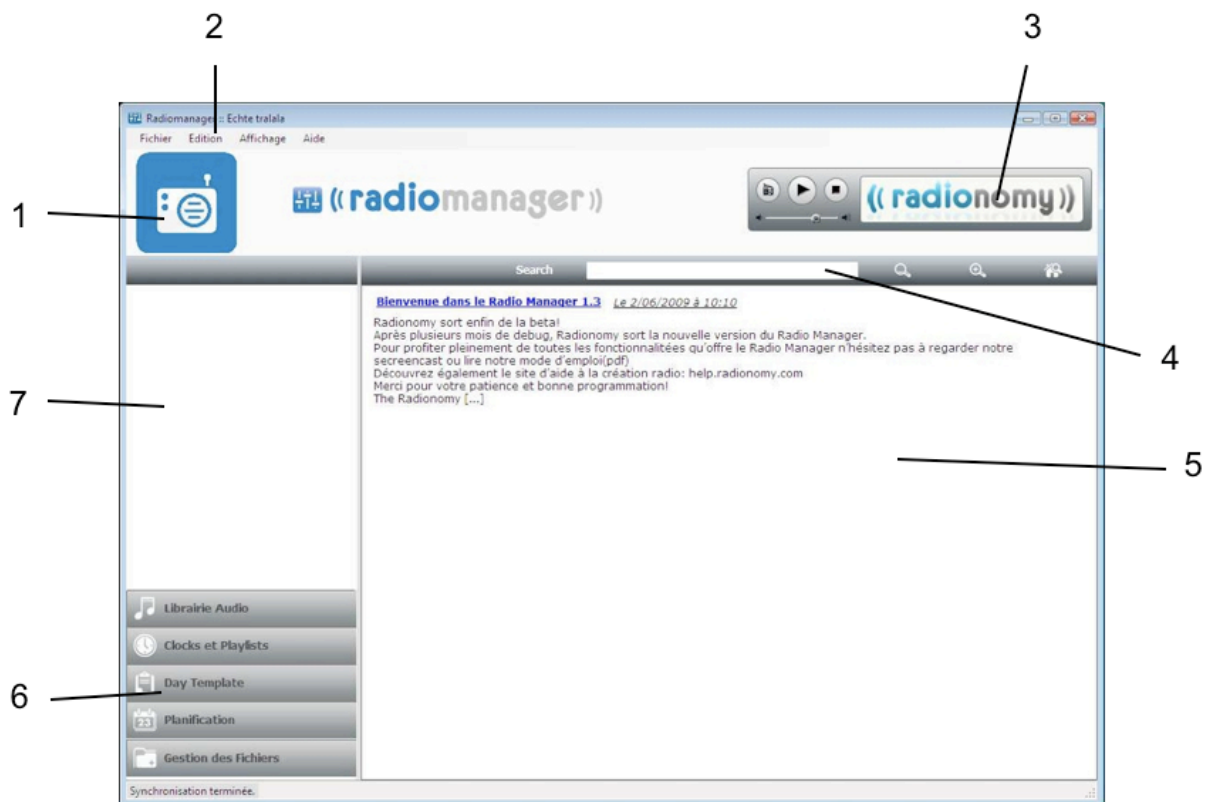 2
3
Radiomanager :: Echte tralala
Fichier Edition Affichage Aide
1
((radiomanager))
((radionomy))
Search
Bienvenue dans le Radio Manager 1.3 Le 2/06/2009 à 10:10
Radionomy sort enfin de la beta!
Après plusieurs mois de debug, Radionomy sort la nouvelle version du Radio Manager.
Pour profiter pleinement de toutes les fonctionnalitées qu'offre le Radio Manager n'hésitez pas à regarder notre
secreencast ou lire notre mode d'emploi(pdf)
Découvrez également le site d'aide à la création radio: help.radionomy.com
Merci pour votre patience et bonne programmation!
The Radionomy [...]
4
7
5
Librairie Audio
Clocks et Playlists
Day Template
6
23
Planification
Gestion des Fichiers
Synchronisation terminée.